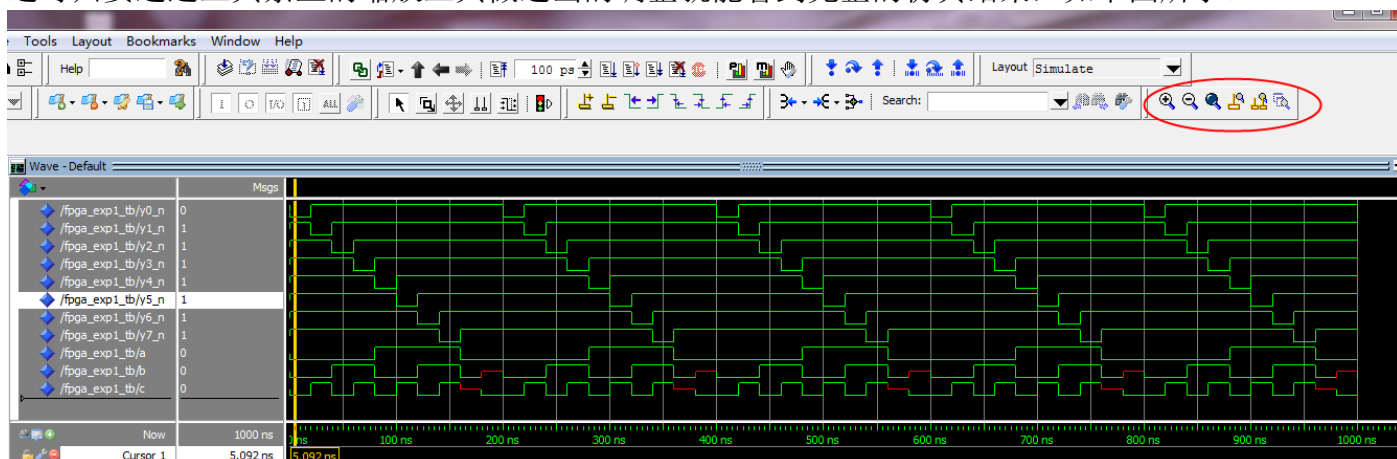 Tools Layout Bookmarks Window Help
Help 100 ps Layout Simulate
1 0 I/O ALL Search:
Wave - Default
Msgs
/fpga_exp1_tb/y0_n 0
/fpga_exp1_tb/y1_n 1
/fpga_exp1_tb/y2_n 1
/fpga_exp1_tb/y3_n 1
/fpga_exp1_tb/y4_n 1
/fpga_exp1_tb/y5_n 1
/fpga_exp1_tb/y6_n 1
/fpga_exp1_tb/y7_n 1
/fpga_exp1_tb/a 0
/fpga_exp1_tb/b 0
/fpga_exp1_tb/c 0
Now 1000 ns ns 100 ns 200 ns 300 ns 400 ns 500 ns 600 ns 700 ns 800 ns 900 ns 1000 ns
Cursor 1 5.092 ns 5.092 ns